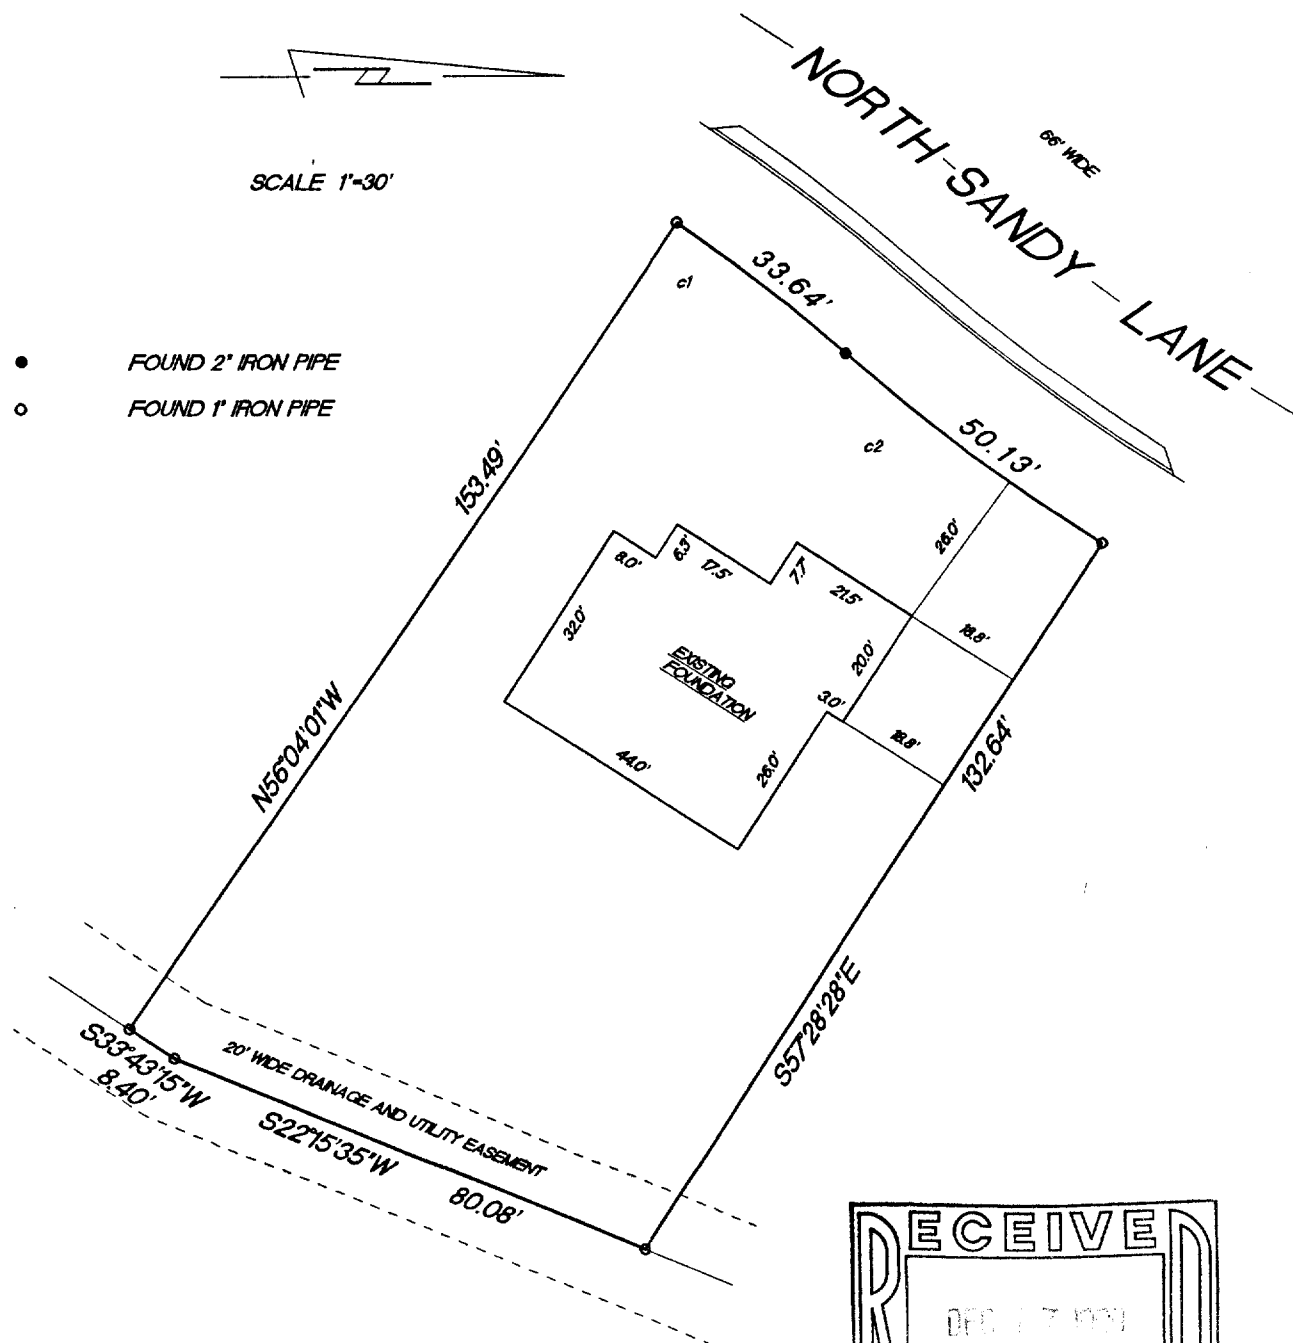 NORTH SANDY LANE
66' WIDE
SCALE 1"=30'
FOUND 2" IRON PIPE
FOUND 1" IRON PIPE
33.64'
c1
50.13'
c2
153.49'
N56°04'01"W
26.0'
8.0'
6.3'
17.5'
7.7'
21.5'
18.8'
32.0'
EXISTING
FOUNDATION
20.0'
3.0'
18.8'
44.0'
26.0'
132.64'
S57°28'28"E
S33°43'15"W
8.40'
20' WIDE DRAINAGE AND UTILITY EASEMENT
S22°15'35"W
80.08'
RECEIVED
DEC